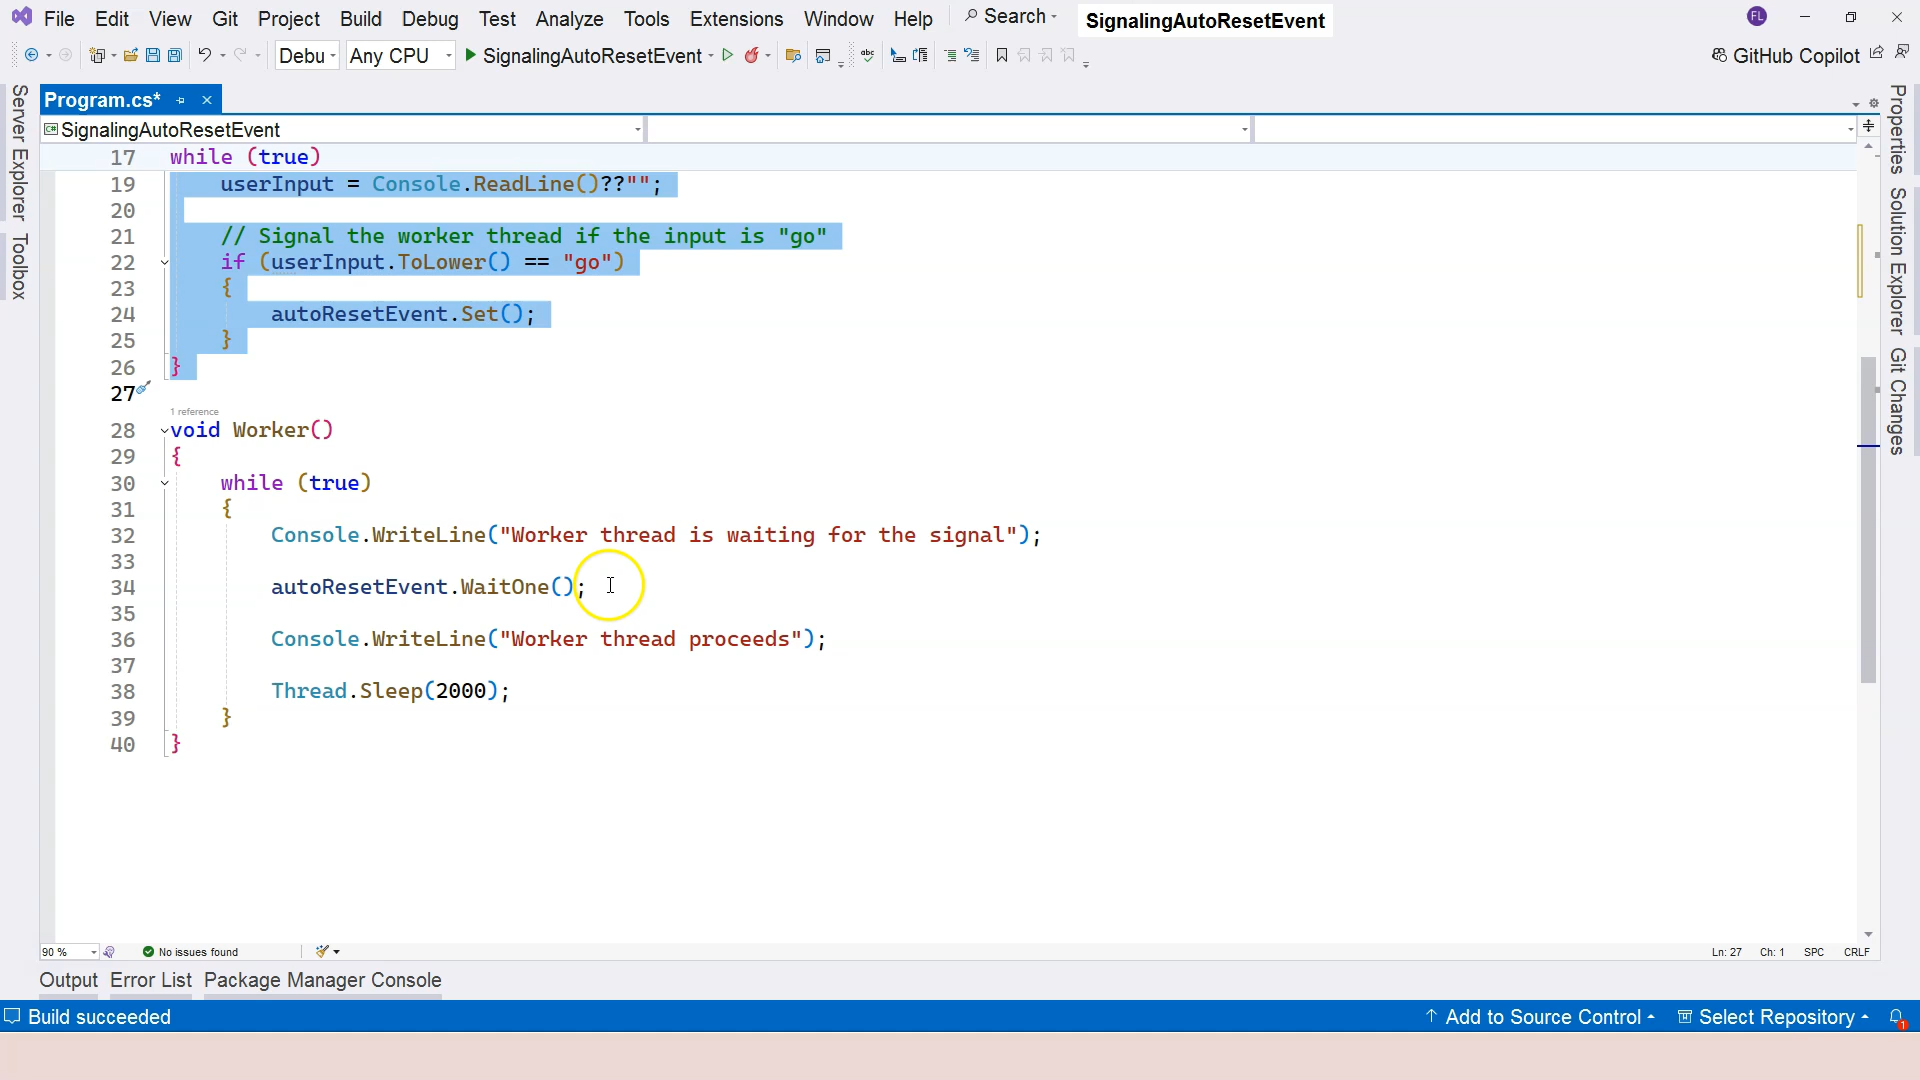 File Edit View Git Project Build Debug Test Analyze Tools Extensions Window Help Search SignalingAutoResetEvent FL
Debu Any CPU SignalingAutoResetEvent abc GitHub Copilot
Server Explorer
Toolbox
Program.cs*
C# SignalingAutoResetEvent
17 while (true)
19 userInput = Console.ReadLine()??"";
20
21 // Signal the worker thread if the input is "go"
22 if (userInput.ToLower() == "go")
23 {
24 autoResetEvent.Set();
25 }
26 }
27
1 reference
28 void Worker()
29 {
30 while (true)
31 {
32 Console.WriteLine("Worker thread is waiting for the signal");
33
34 autoResetEvent.WaitOne();
35
36 Console.WriteLine("Worker thread proceeds");
37
38 Thread.Sleep(2000);
39 }
40 }
Properties
Solution Explorer
Git Changes
90 % No issues found Ln: 27 Ch: 1 SPC CRLF
Output Error List Package Manager Console
Build succeeded Add to Source Control Select Repository 1